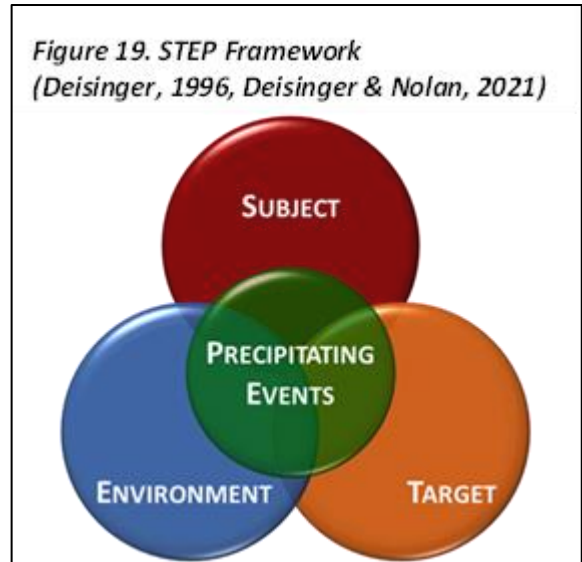 Figure 19. STEP Framework
(Deisinger, 1996, Deisinger & Nolan, 2021)
SUBJECT
PRECIPITATING
EVENTS
ENVIRONMENT
TARGET